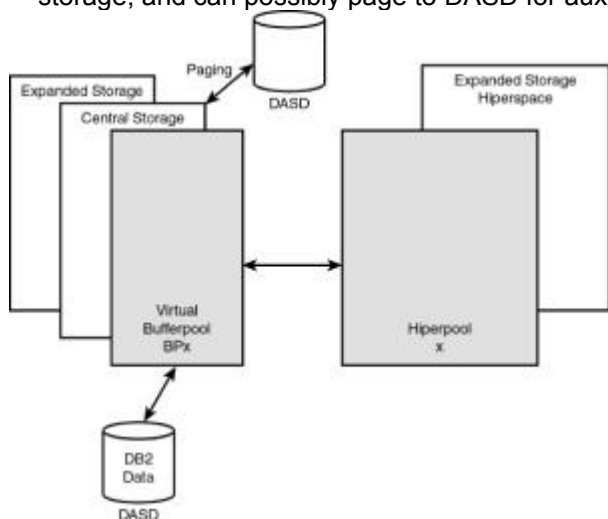 storage, and can possibly page to DASD for aux
Paging
DASD
Expanded Storage
Central Storage
Expanded Storage
Hiperspace
Virtual
Bufferpool
BPx
Hiperpool
x
DB2
Data
DASD